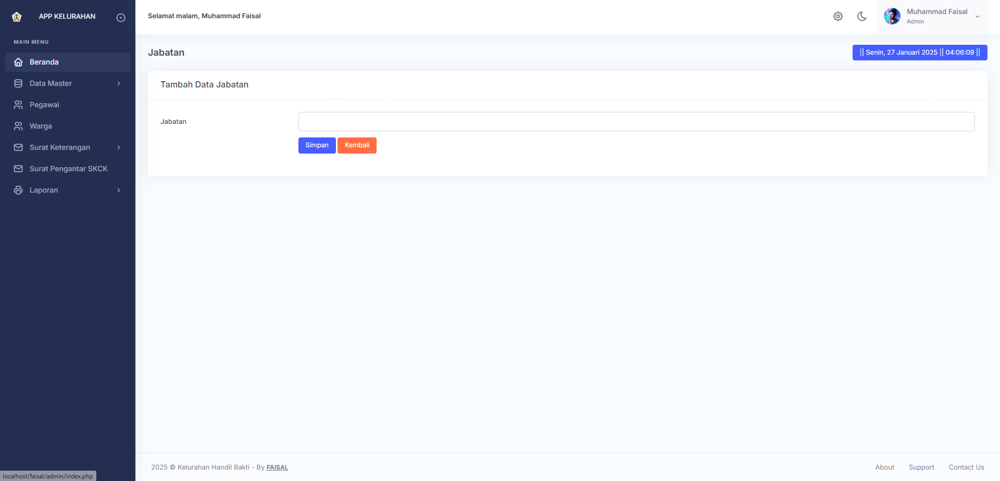 APP KELURAHAN
Selamat malam, Muhammad Faisal
Muhammad Faisal
Admin
MAIN MENU
Beranda
Data Master
Pegawai
Warga
Surat Keterangan
Surat Pengantar SKCK
Laporan
Jabatan
|| Senin, 27 Januari 2025 || 04:06:09 ||
Tambah Data Jabatan
Jabatan
Simpan Kembali
2025 © Kelurahan Handil Bakti - By FAISAL
About Support Contact Us
localhost/faisal/admin/index.php